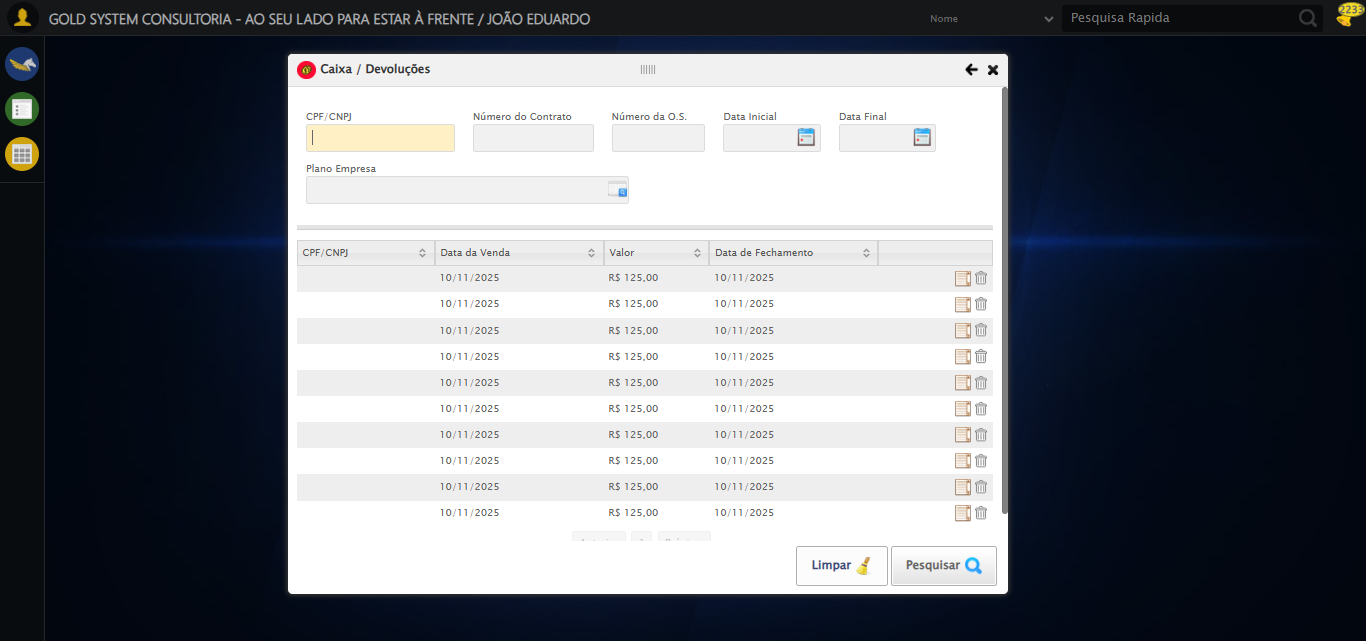 GOLD SYSTEM CONSULTORIA - AO SEU LADO PARA ESTAR À FRENTE / JOÃO EDUARDO
Nome
Pesquisa Rapida
2233
Caixa / Devoluções
CPF/CNPJ Número do Contrato Número da O.S. Data Inicial Data Final
Plano Empresa
CPF/CNPJ Data da Venda Valor Data de Fechamento
10/11/2025 R$ 125,00 10/11/2025
10/11/2025 R$ 125,00 10/11/2025
10/11/2025 R$ 125,00 10/11/2025
10/11/2025 R$ 125,00 10/11/2025
10/11/2025 R$ 125,00 10/11/2025
10/11/2025 R$ 125,00 10/11/2025
10/11/2025 R$ 125,00 10/11/2025
10/11/2025 R$ 125,00 10/11/2025
10/11/2025 R$ 125,00 10/11/2025
10/11/2025 R$ 125,00 10/11/2025
Limpar Pesquisar